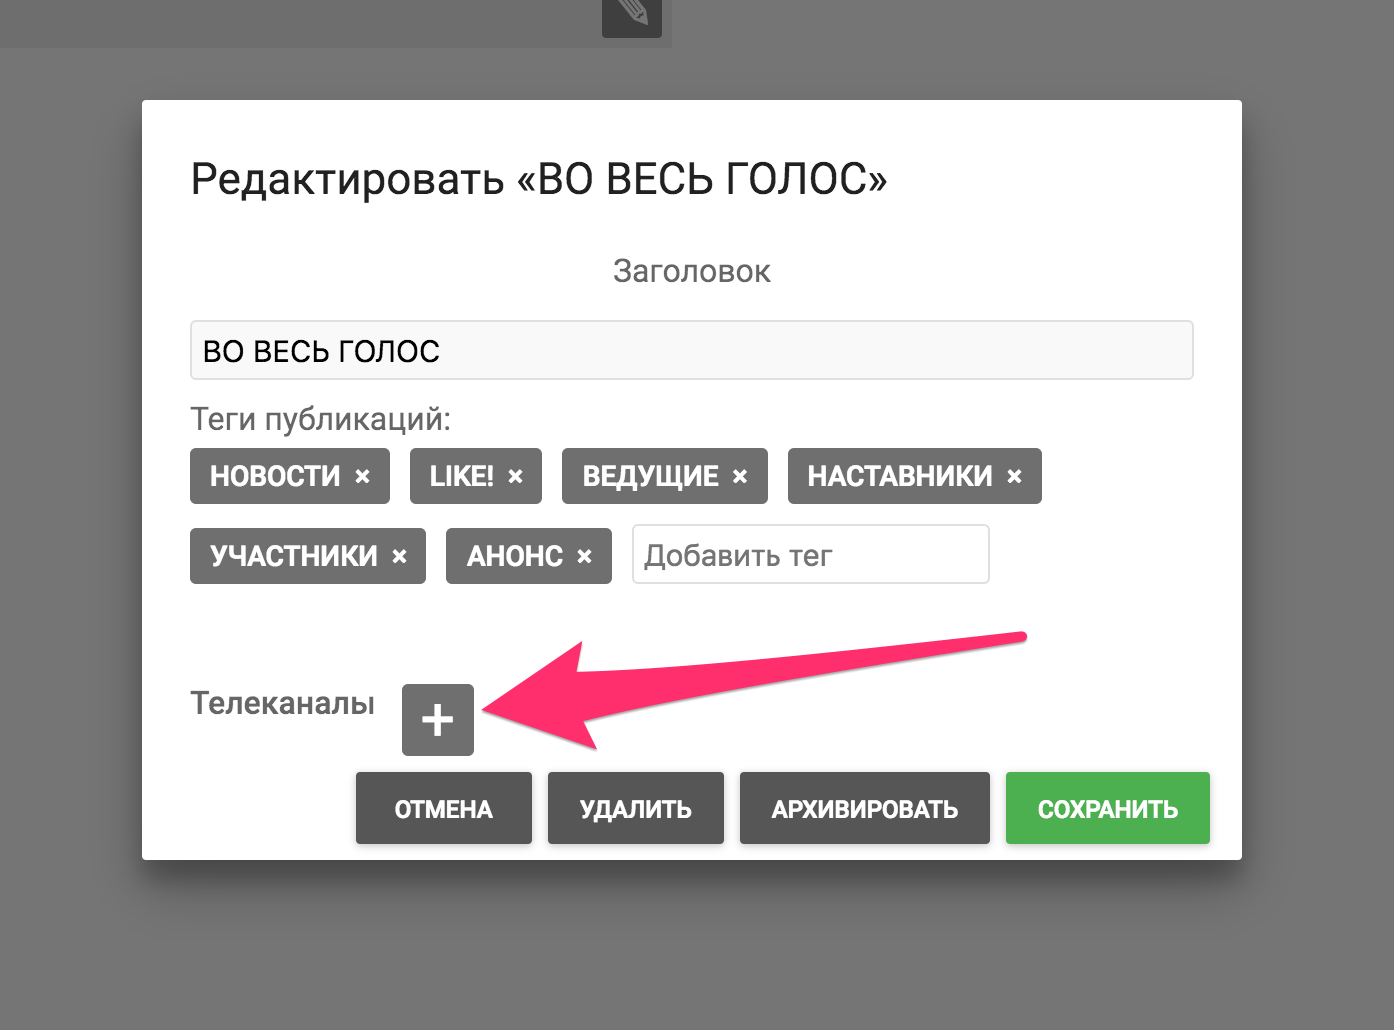 Редактировать «ВО ВЕСЬ ГОЛОС»
Заголовок
ВО ВЕСЬ ГОЛОС
Теги публикаций:
НОВОСТИ × LIKE! × ВЕДУЩИЕ × НАСТАВНИКИ ×
УЧАСТНИКИ × АНОНС × Добавить тег
Телеканалы +
ОТМЕНА УДАЛИТЬ АРХИВИРОВАТЬ СОХРАНИТЬ